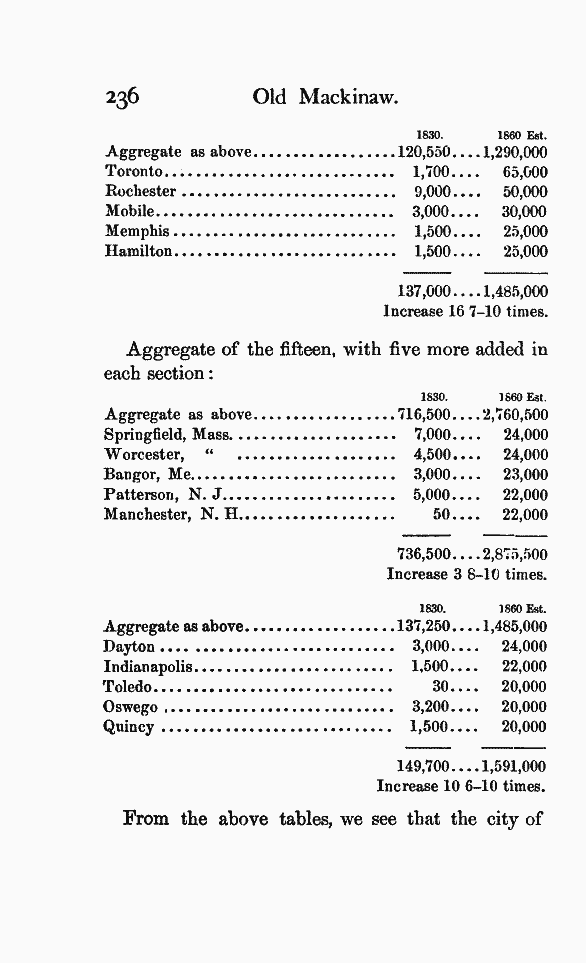 236 Old Mackinaw.
1830. 1860 Est.
Aggregate as above..................120,550....1,290,000
Toronto............................. 1,700.... 65,000
Rochester ........................... 9,000.... 50,000
Mobile.............................. 3,000.... 30,000
Memphis............................ 1,500.... 25,000
Hamilton............................ 1,500.... 25,000
137,000....1,485,000
Increase 16 7–10 times.
Aggregate of the fifteen, with five more added in
each section:
1830. 1860 Est.
Aggregate as above..................716,500....2,760,500
Springfield, Mass..................... 7,000.... 24,000
Worcester, “ .................... 4,500.... 24,000
Bangor, Me.......................... 3,000.... 23,000
Patterson, N. J...................... 5,000.... 22,000
Manchester, N. H.................... 50.... 22,000
736,500....2,875,500
Increase 3 8–10 times.
1830. 1860 Est.
Aggregate as above...................137,250....1,485,000
Dayton .... ......................... 3,000.... 24,000
Indianapolis......................... 1,500.... 22,000
Toledo.............................. 30.... 20,000
Oswego ............................. 3,200.... 20,000
Quincy ............................. 1,500.... 20,000
149,700....1,591,000
Increase 10 6–10 times.
From the above tables, we see that the city of